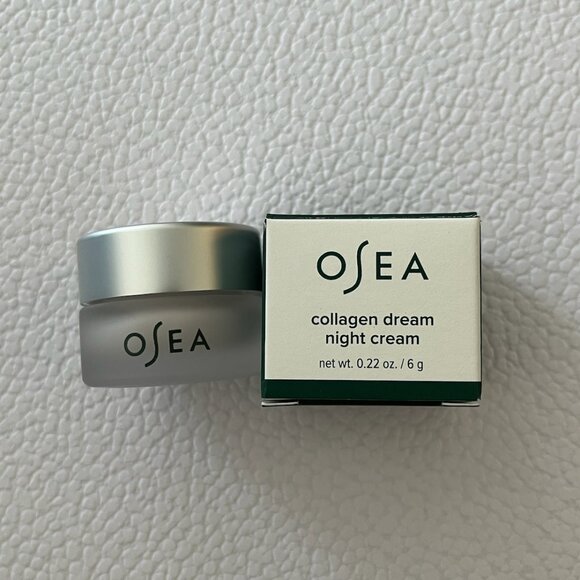 OSEA
OSEA
collagen dream
night cream
net wt. 0.22 oz. / 6 g